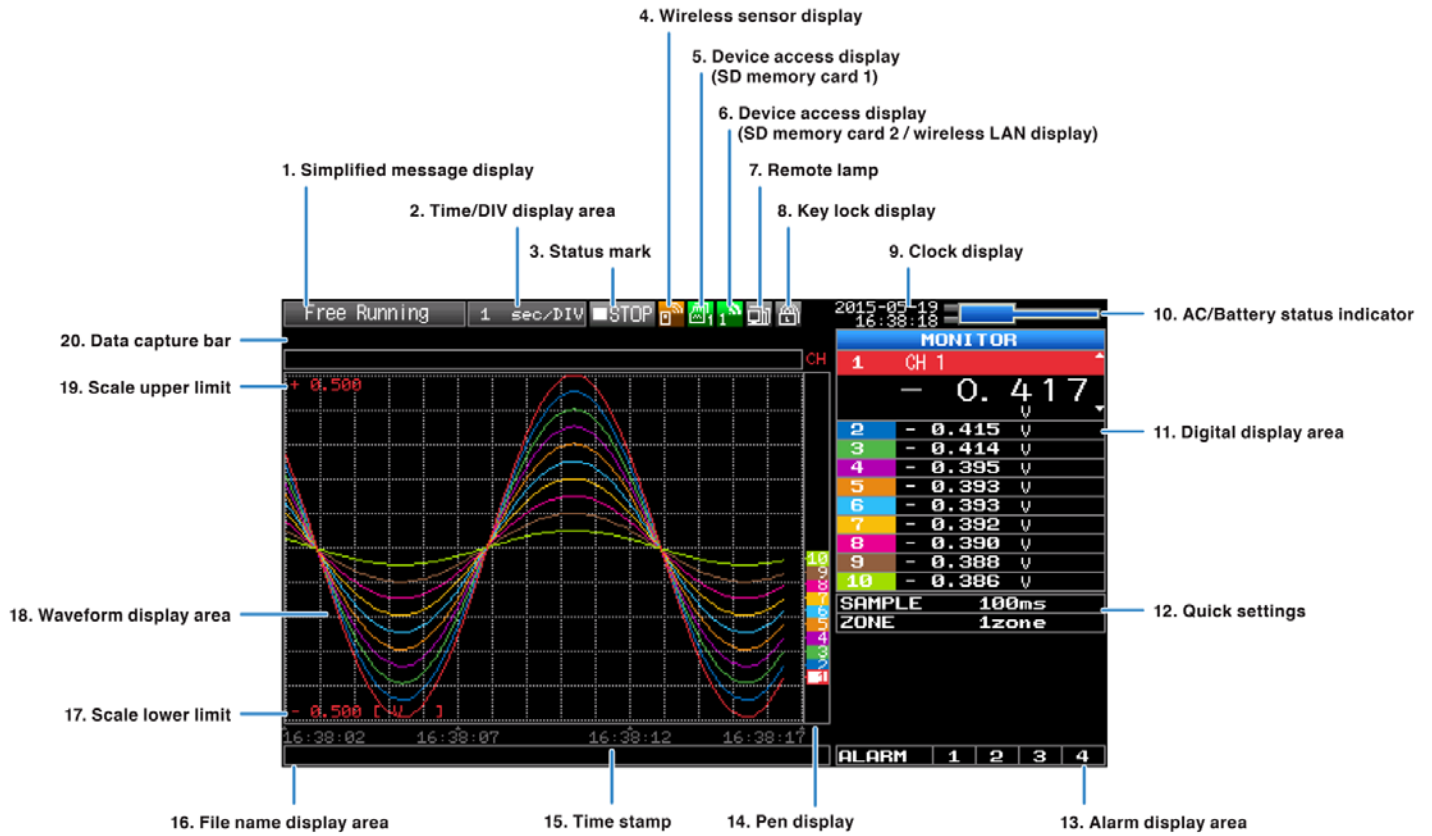 4. Wireless sensor display
5. Device access display
(SD memory card 1)
6. Device access display
(SD memory card 2 / wireless LAN display)
1. Simplified message display
7. Remote lamp
2. Time/DIV display area
8. Key lock display
3. Status mark
9. Clock display
Free Running
1 sec/DIV
STOP
1
1
2015-05-19
16:38:18
10. AC/Battery status indicator
20. Data capture bar
MONITOR
CH
1 CH 1
19. Scale upper limit
+ 0.500
- 0.417
V
2 - 0.415 V
11. Digital display area
3 - 0.414 V
4 - 0.395 V
5 - 0.393 V
6 - 0.393 V
7 - 0.392 V
8 - 0.390 V
9 - 0.388 V
10 - 0.386 V
10
9
8
7
6
5
4
3
2
1
SAMPLE 100ms
12. Quick settings
ZONE 1zone
18. Waveform display area
17. Scale lower limit
- 0.500 [ V ]
16:38:02 16:38:07 16:38:12 16:38:17
ALARM 1 2 3 4
16. File name display area
15. Time stamp
14. Pen display
13. Alarm display area